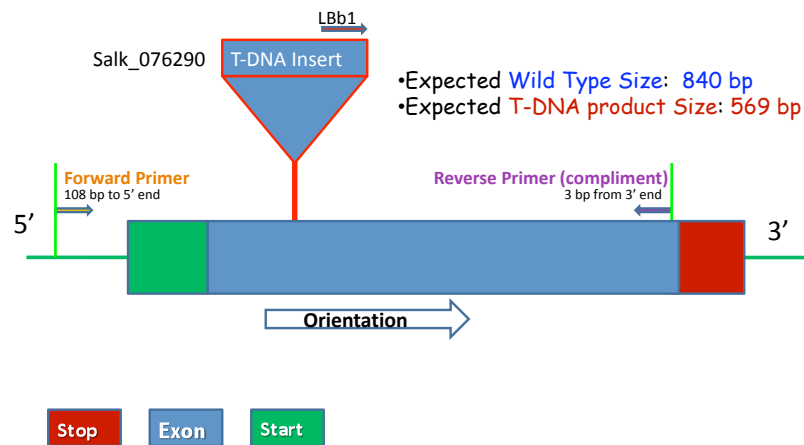 LBb1
Salk_076290
T-DNA Insert
•Expected Wild Type Size: 840 bp
•Expected T-DNA product Size: 569 bp
Forward Primer
108 bp to 5’ end
Reverse Primer (compliment)
3 bp from 3’ end
5’
3’
Orientation
Stop
Exon
Start